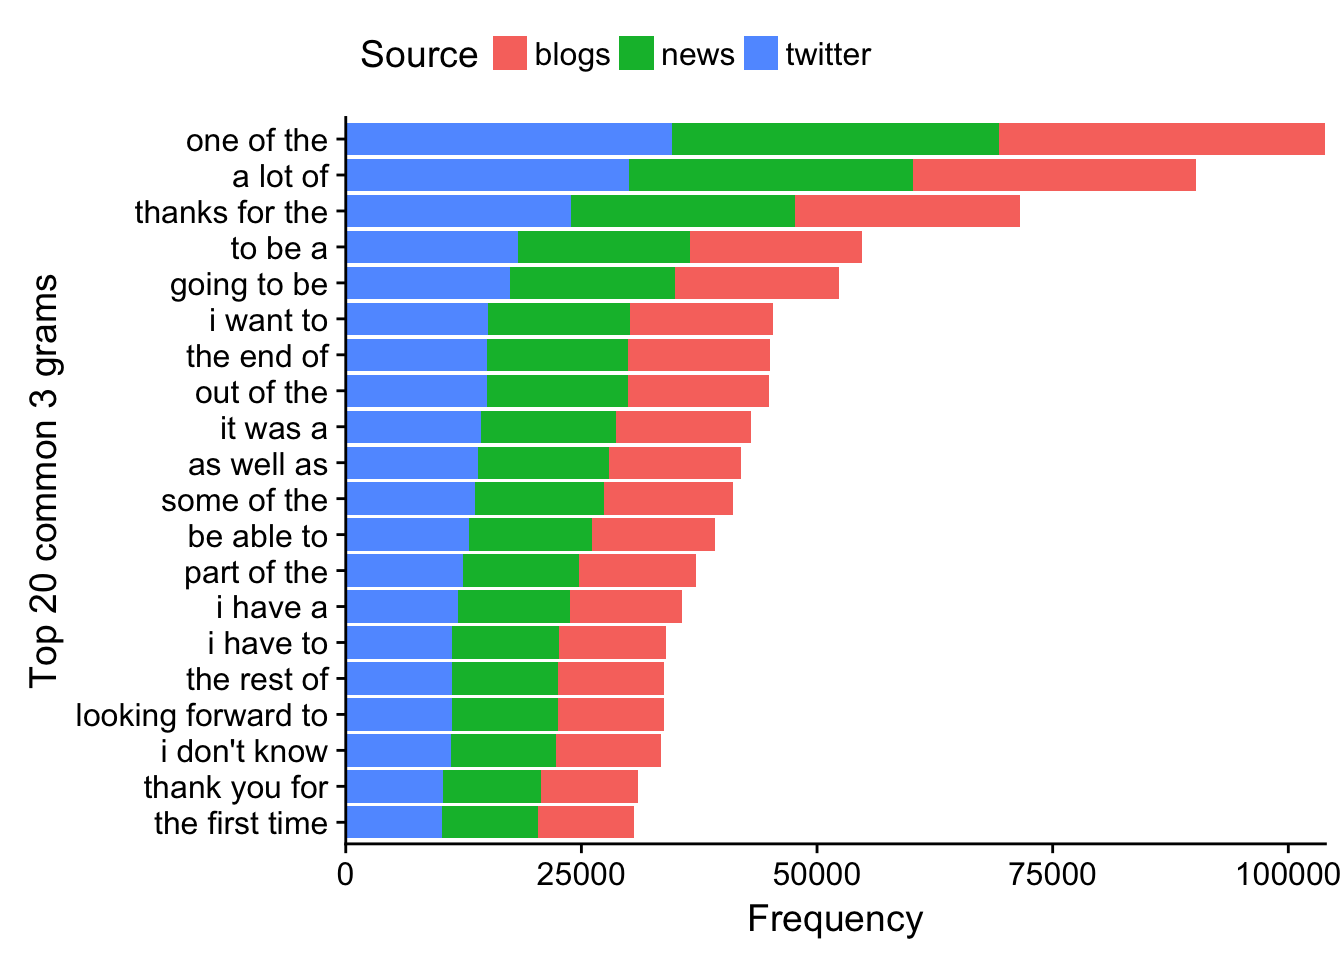 Source blogs news twitter
one of the
a lot of
thanks for the
to be a
going to be
i want to
the end of
out of the
it was a
as well as
some of the
be able to
part of the
i have a
i have to
the rest of
looking forward to
i don't know
thank you for
the first time
Top 20 common 3 grams
0 25000 50000 75000 100000
Frequency